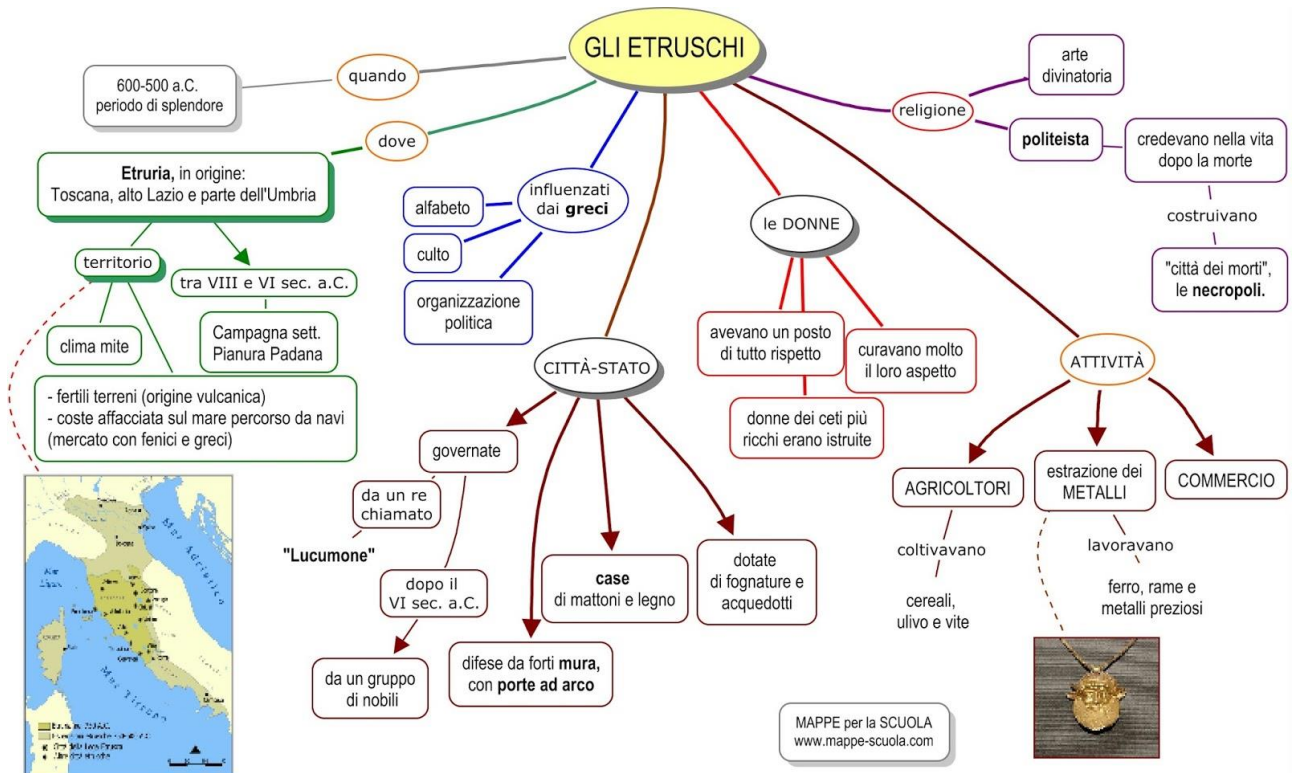 GLI ETRUSCHI
quando
600-500 a.C.
periodo di splendore
dove
Etruria, in origine:
Toscana, alto Lazio e parte dell'Umbria
territorio
clima mite
- fertili terreni (origine vulcanica)
- coste affacciata sul mare percorso da navi
(mercato con fenici e greci)
tra VIII e VI sec. a.C.
Campagna sett.
Pianura Padana
influenzati
dai greci
alfabeto
culto
organizzazione
politica
CITTÀ-STATO
governate
da un re
chiamato
"Lucumone"
dopo il
VI sec. a.C.
da un gruppo
di nobili
difese da forti mura,
con porte ad arco
case
di mattoni e legno
dotate
di fognature e
acquedotti
le DONNE
avevano un posto
di tutto rispetto
donne dei ceti più
ricchi erano istruite
curavano molto
il loro aspetto
religione
arte
divinatoria
politeista
credevano nella vita
dopo la morte
costruivano
"città dei morti",
le necropoli.
ATTIVITÀ
AGRICOLTORI
coltivavano
cereali,
ulivo e vite
estrazione dei
METALLI
lavoravano
ferro, rame e
metalli preziosi
COMMERCIO
Mar Adriatico
Mar Tirreno
MAPPE per la SCUOLA
www.mappe-scuola.com